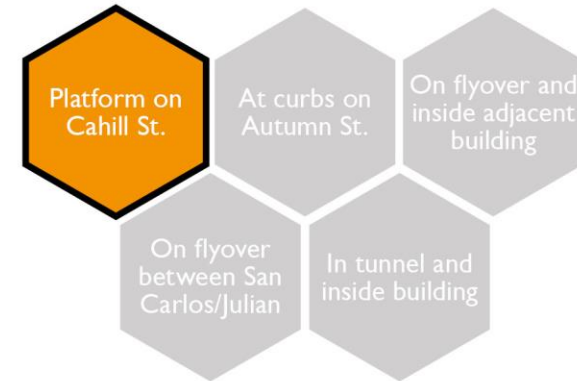 Platform on
Cahill St.
At curbs on
Autumn St.
On flyover and
inside adjacent
building
On flyover
between San
Carlos/Julian
In tunnel and
inside building